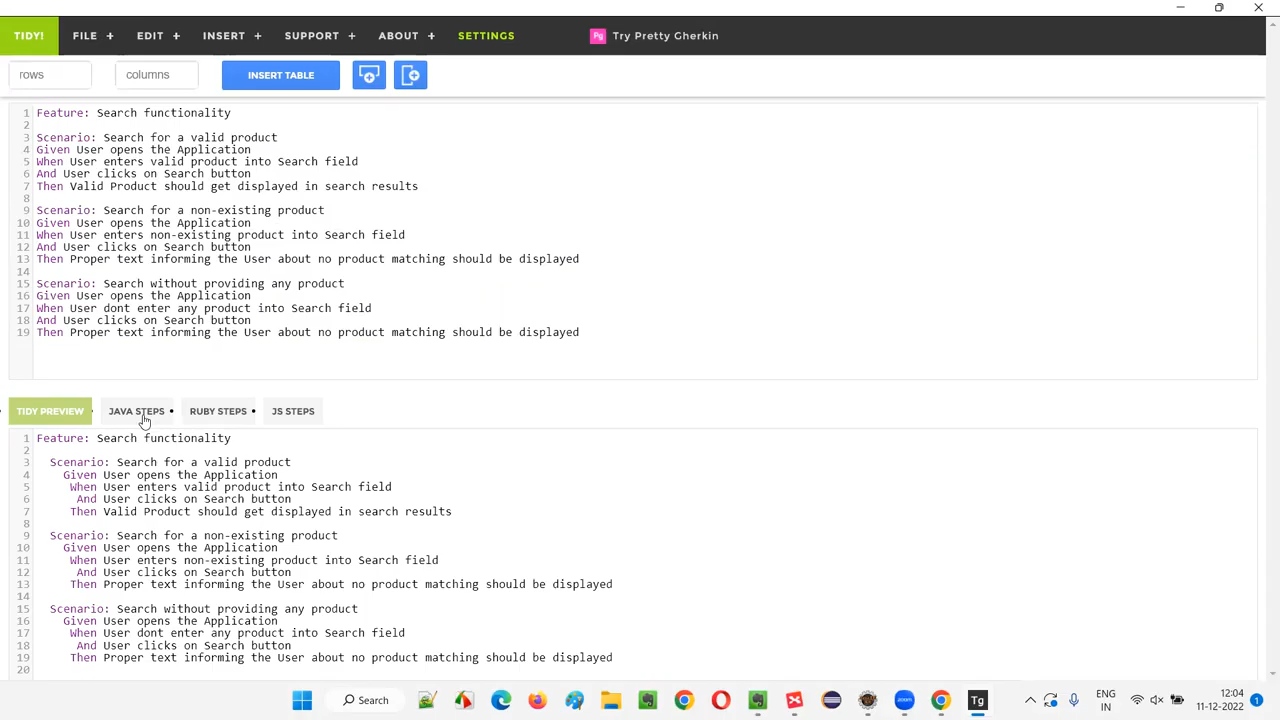 TIDY! FILE + EDIT + INSERT + SUPPORT + ABOUT + SETTINGS Pg Try Pretty Gherkin
rows columns INSERT TABLE
1 Feature: Search functionality
2
3 Scenario: Search for a valid product
4 Given User opens the Application
5 When User enters valid product into Search field
6 And User clicks on Search button
7 Then Valid Product should get displayed in search results
8
9 Scenario: Search for a non-existing product
10 Given User opens the Application
11 When User enters non-existing product into Search field
12 And User clicks on Search button
13 Then Proper text informing the User about no product matching should be displayed
14
15 Scenario: Search without providing any product
16 Given User opens the Application
17 When User dont enter any product into Search field
18 And User clicks on Search button
19 Then Proper text informing the User about no product matching should be displayed
TIDY PREVIEW JAVA STEPS RUBY STEPS JS STEPS
1 Feature: Search functionality
2
3 Scenario: Search for a valid product
4 Given User opens the Application
5 When User enters valid product into Search field
6 And User clicks on Search button
7 Then Valid Product should get displayed in search results
8
9 Scenario: Search for a non-existing product
10 Given User opens the Application
11 When User enters non-existing product into Search field
12 And User clicks on Search button
13 Then Proper text informing the User about no product matching should be displayed
14
15 Scenario: Search without providing any product
16 Given User opens the Application
17 When User dont enter any product into Search field
18 And User clicks on Search button
19 Then Proper text informing the User about no product matching should be displayed
20
Search zoom Tg ENG IN 12:04 11-12-2022 1